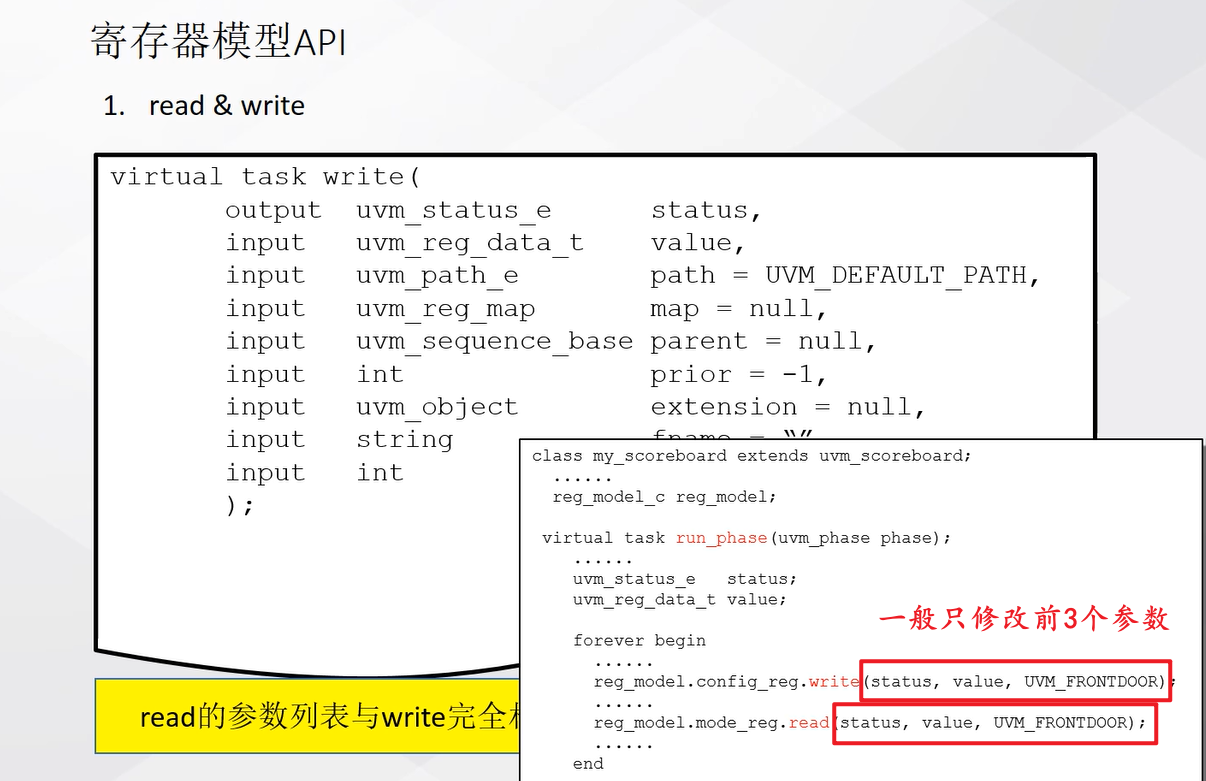 寄存器模型API
1. read & write
virtual task write(
output uvm_status_e status,
input uvm_reg_data_t value,
input uvm_path_e path = UVM_DEFAULT_PATH,
input uvm_reg_map map = null,
input uvm_sequence_base parent = null,
input int prior = -1,
input uvm_object extension = null,
input string fname = “”
input int
);
read的参数列表与write完全
class my_scoreboard extends uvm_scoreboard;
......
reg_model_c reg_model;
virtual task run_phase(uvm_phase phase);
......
uvm_status_e status;
uvm_reg_data_t value;
一般只修改前3个参数
forever begin
......
reg_model.config_reg.write(status, value, UVM_FRONTDOOR);
......
reg_model.mode_reg.read(status, value, UVM_FRONTDOOR);
......
end